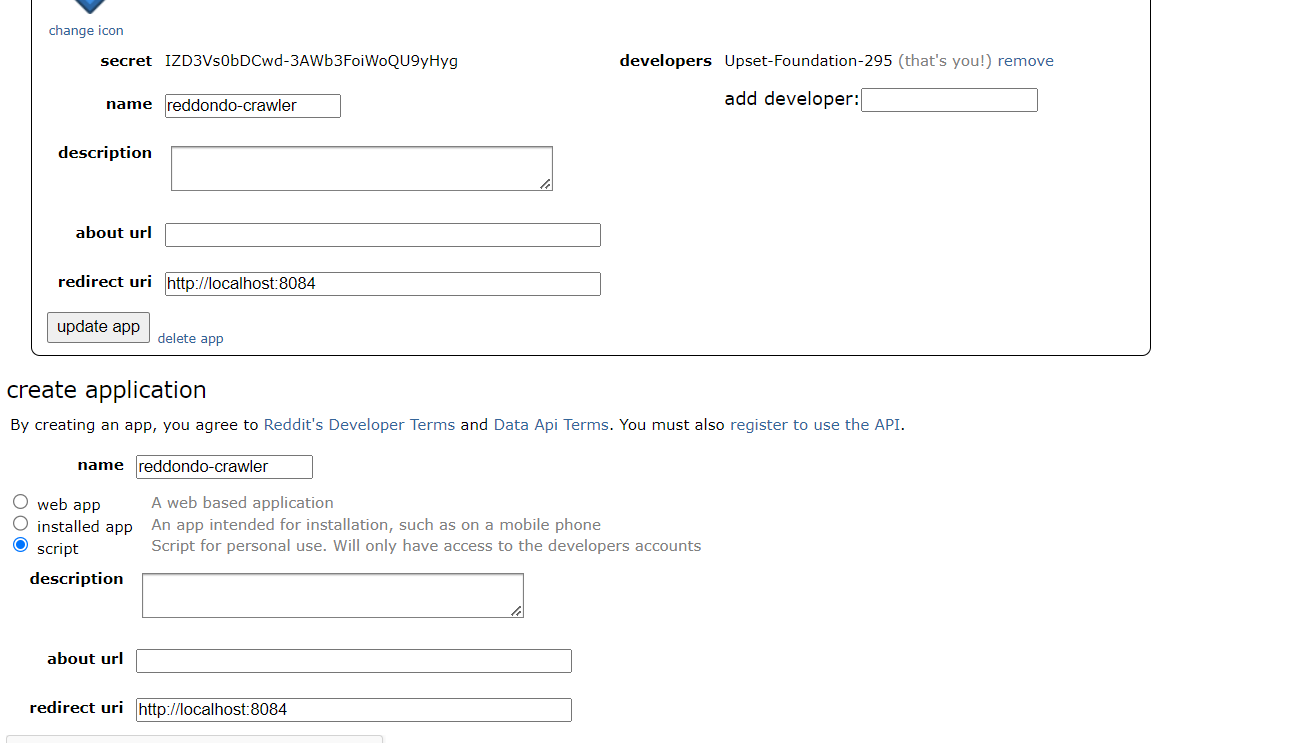 change icon
secret IZD3Vs0bDCwd-3AWb3FoiWoQU9yHyg
developers Upset-Foundation-295 (that's you!) remove
name reddondo-crawler
add developer:
description
about url
redirect uri http://localhost:8084
update app delete app
create application
By creating an app, you agree to Reddit's Developer Terms and Data Api Terms. You must also register to use the API.
name reddondo-crawler
web app A web based application
installed app An app intended for installation, such as on a mobile phone
script Script for personal use. Will only have access to the developers accounts
description
about url
redirect uri http://localhost:8084